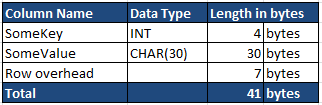 Column Name Data Type Length in bytes
SomeKey INT 4 bytes
SomeValue CHAR(30) 30 bytes
Row overhead 7 bytes
Total 41 bytes